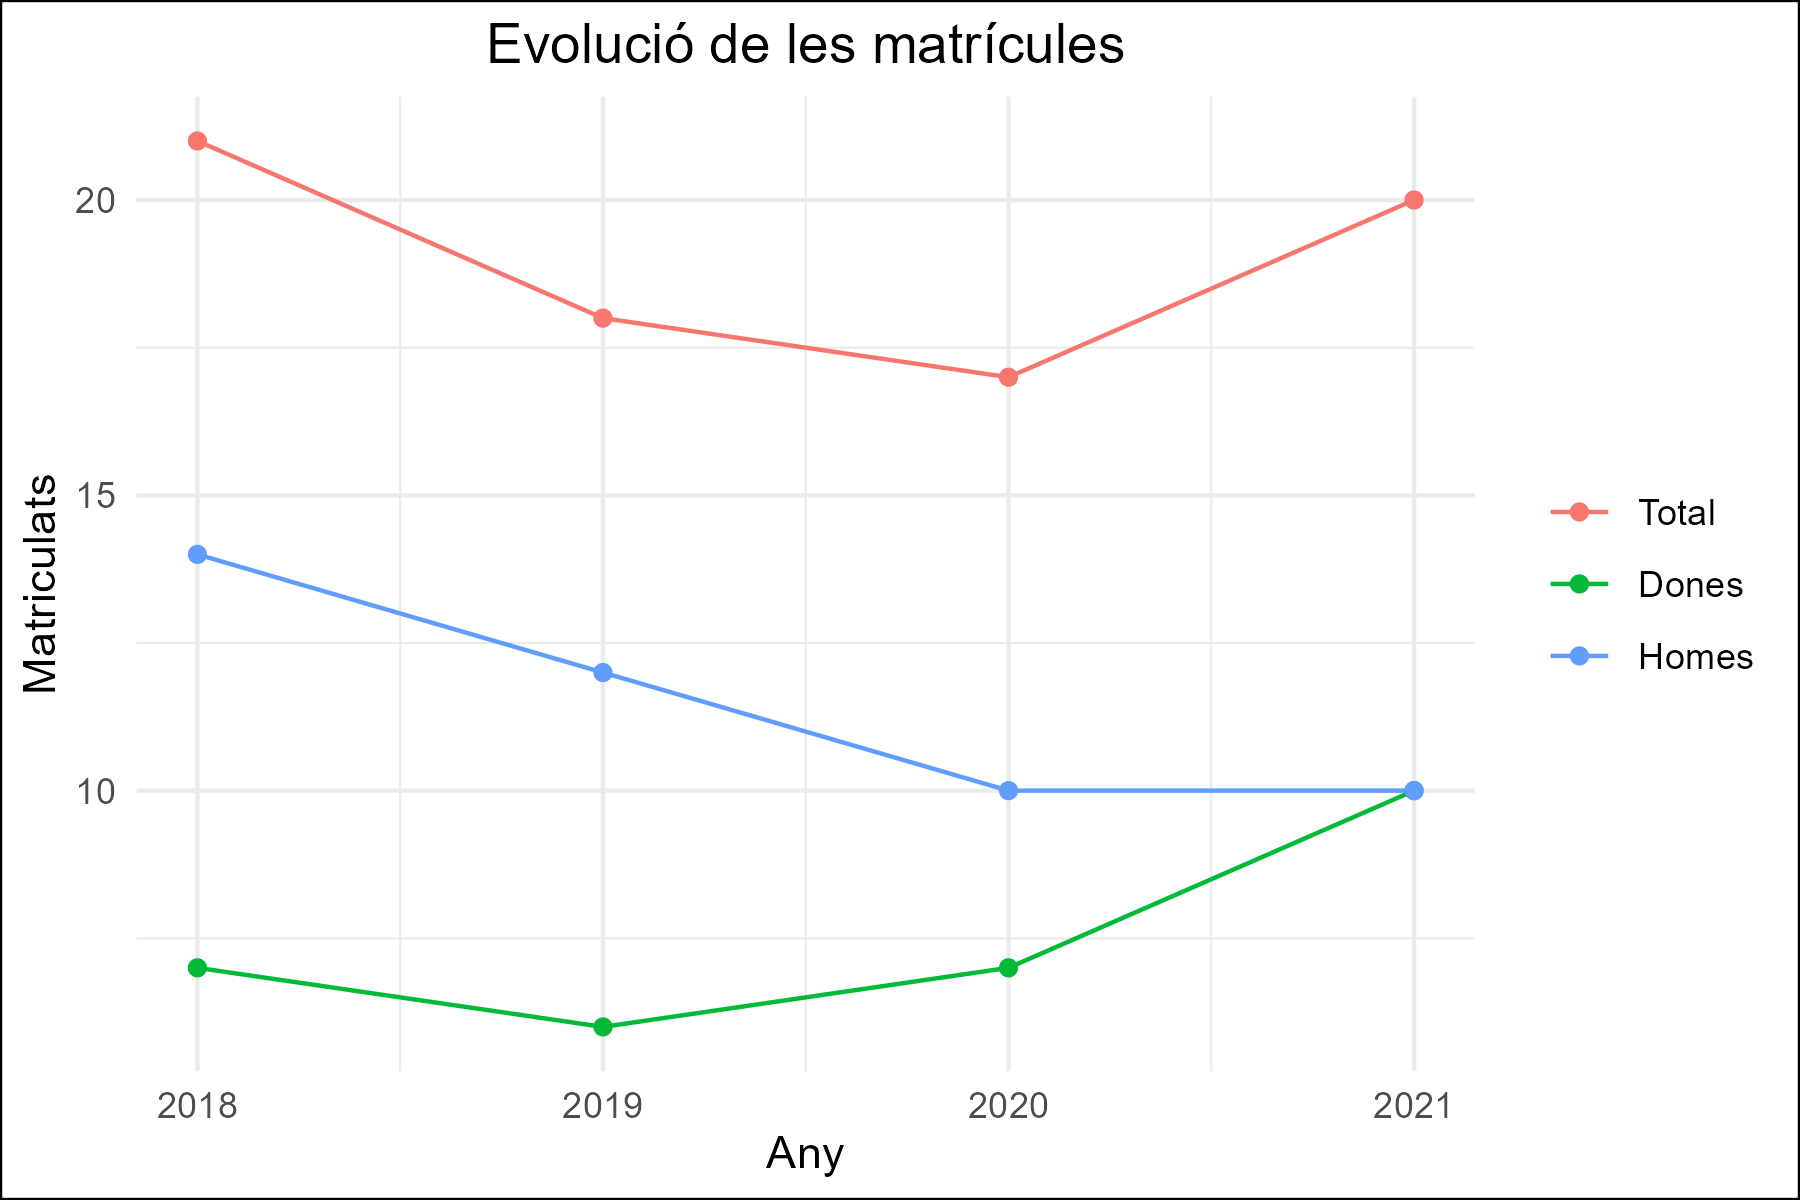 Evolució de les matrícules
20
15
10
Matriculats
2018
2019
2020
2021
Any
Total
Dones
Homes